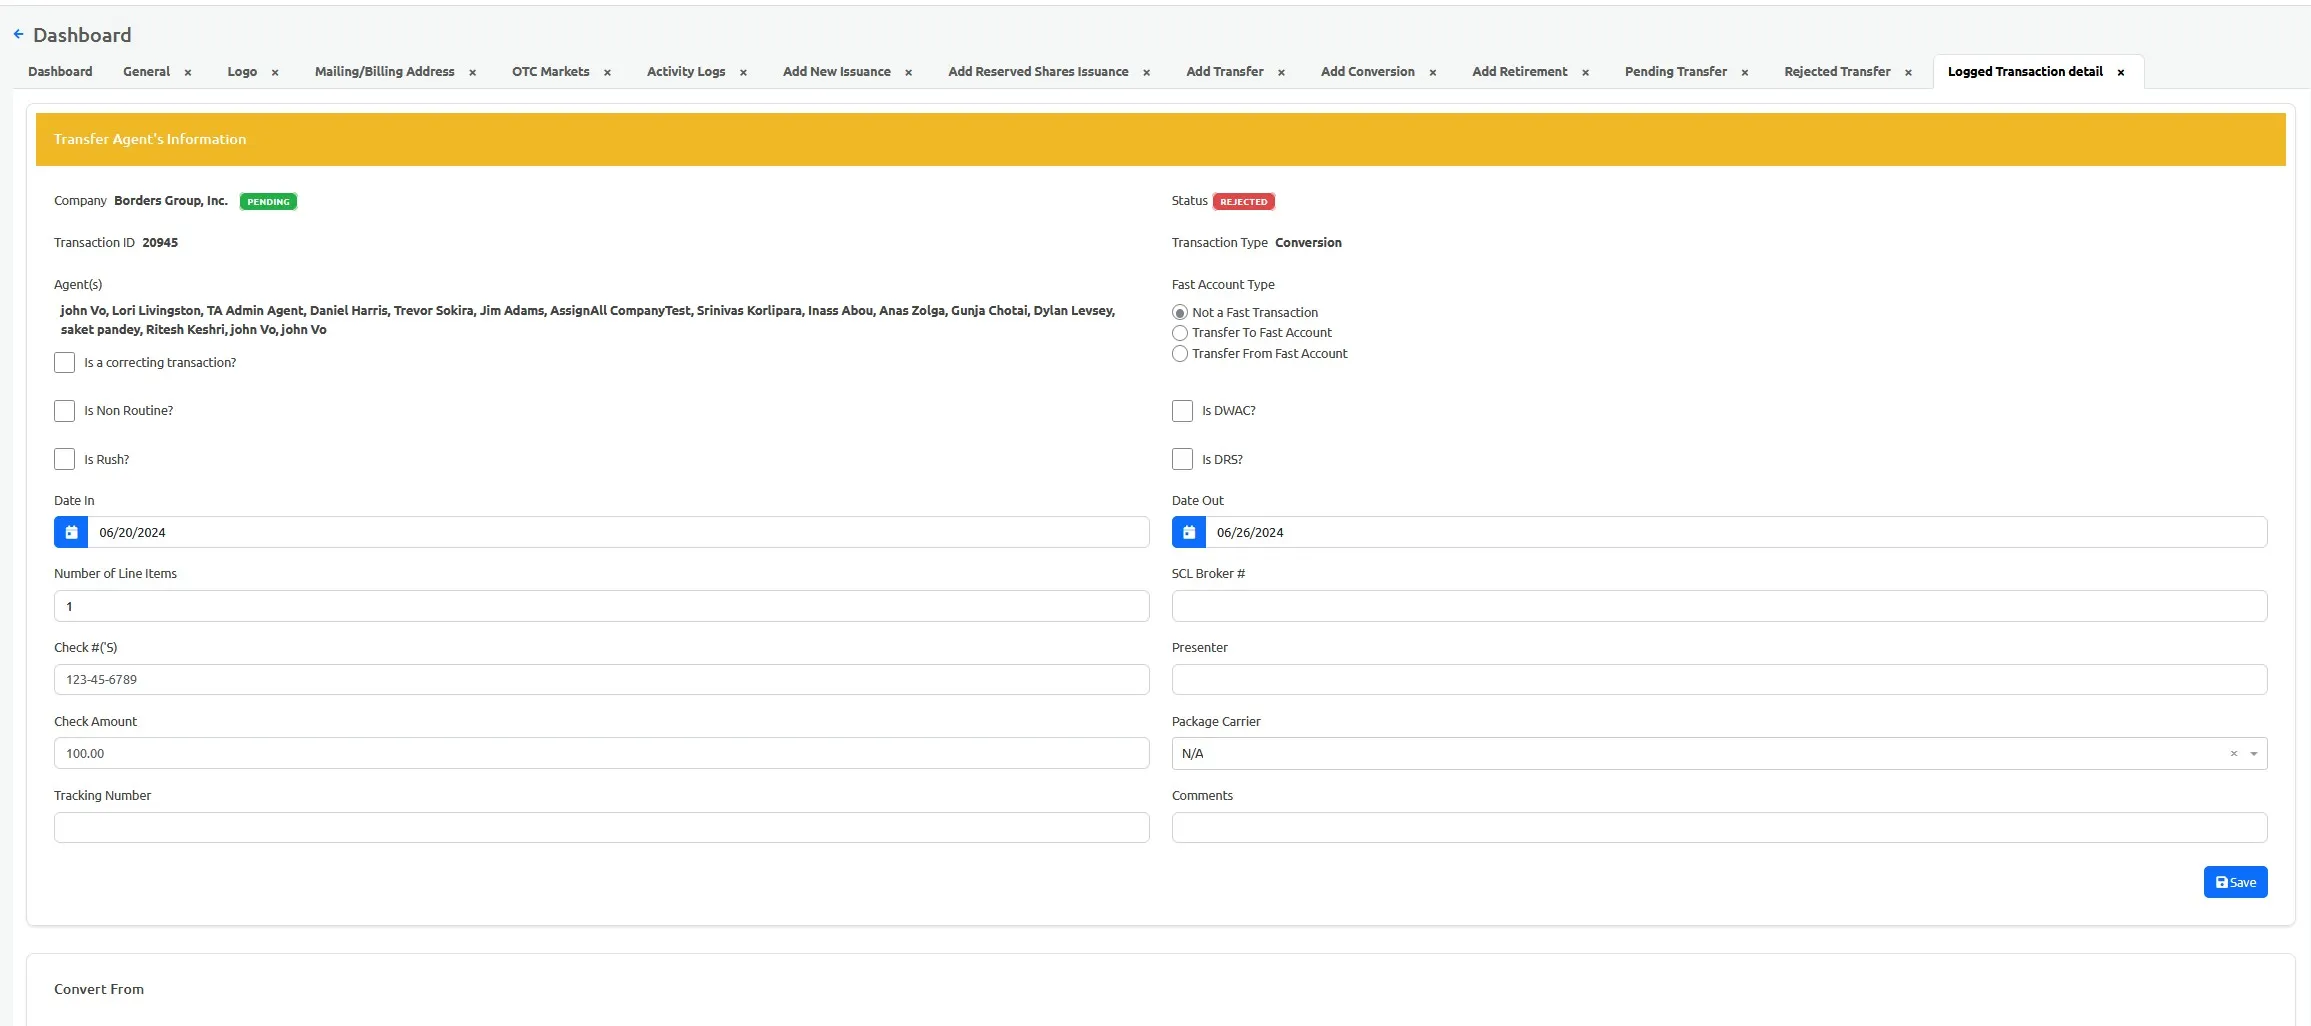 Dashboard
Dashboard General × Logo × Mailing/Billing Address × OTC Markets × Activity Logs × Add New Issuance × Add Reserved Shares Issuance × Add Transfer × Add Conversion × Add Retirement × Pending Transfer × Rejected Transfer × Logged Transaction detail ×
Transfer Agent's Information
Company Borders Group, Inc. PENDING
Status REJECTED
Transaction ID 20945
Transaction Type Conversion
Agent(s)
john Vo, Lori Livingston, TA Admin Agent, Daniel Harris, Trevor Sokira, Jim Adams, AssignAll CompanyTest, Srinivas Korlipara, Inass Abou, Anas Zolga, Gunja Chotai, Dylan Levsey,
saket pandey, Ritesh Keshri, john Vo, john Vo
Fast Account Type
Not a Fast Transaction
Transfer To Fast Account
Transfer From Fast Account
Is a correcting transaction?
Is Non Routine?
Is DWAC?
Is Rush?
Is DRS?
Date In
06/20/2024
Date Out
06/26/2024
Number of Line Items
1
SCL Broker #
Check #('S)
123-45-6789
Presenter
Check Amount
100.00
Package Carrier
N/A ×
Tracking Number
Comments
Save
Convert From